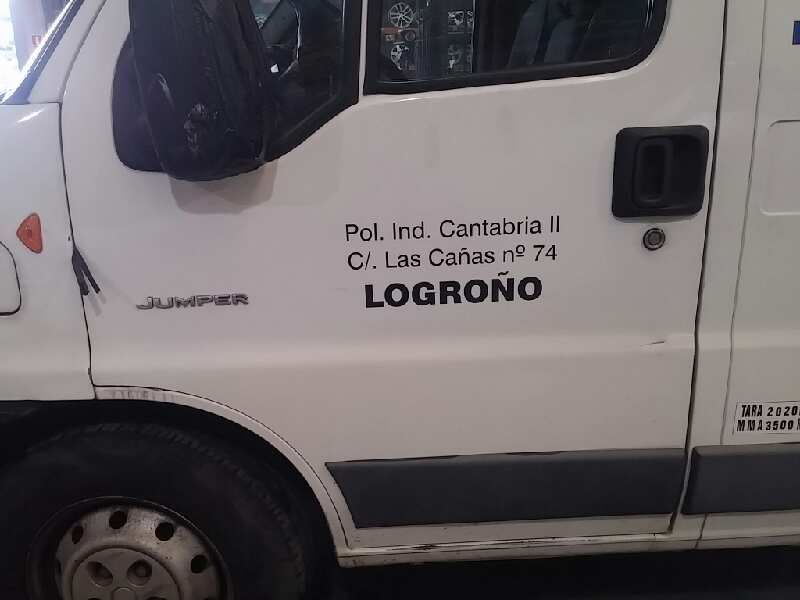 Pol. Ind. Cantabria II
C/. Las Cañas nº 74
LOGROÑO
JUMPER
TARA 2020
MMA 3500